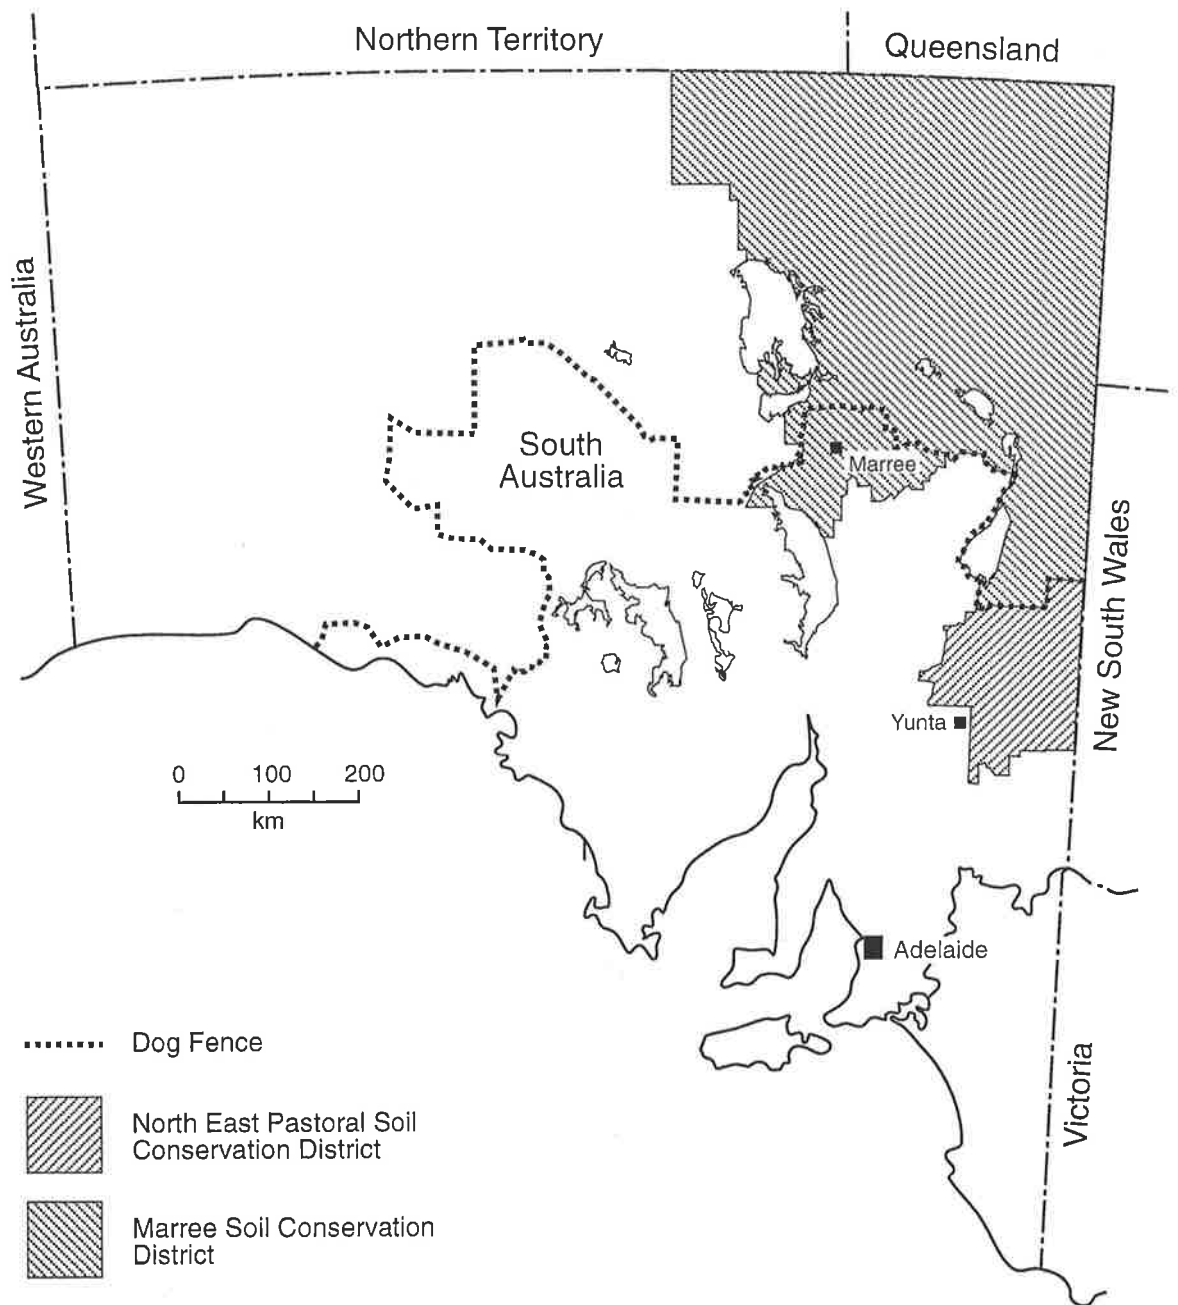 Northern Territory
Queensland
Western Australia
South
Australia
Marree
New South Wales
Yunta
0 100 200
km
Adelaide
Victoria
Dog Fence
North East Pastoral Soil
Conservation District
Marree Soil Conservation
District